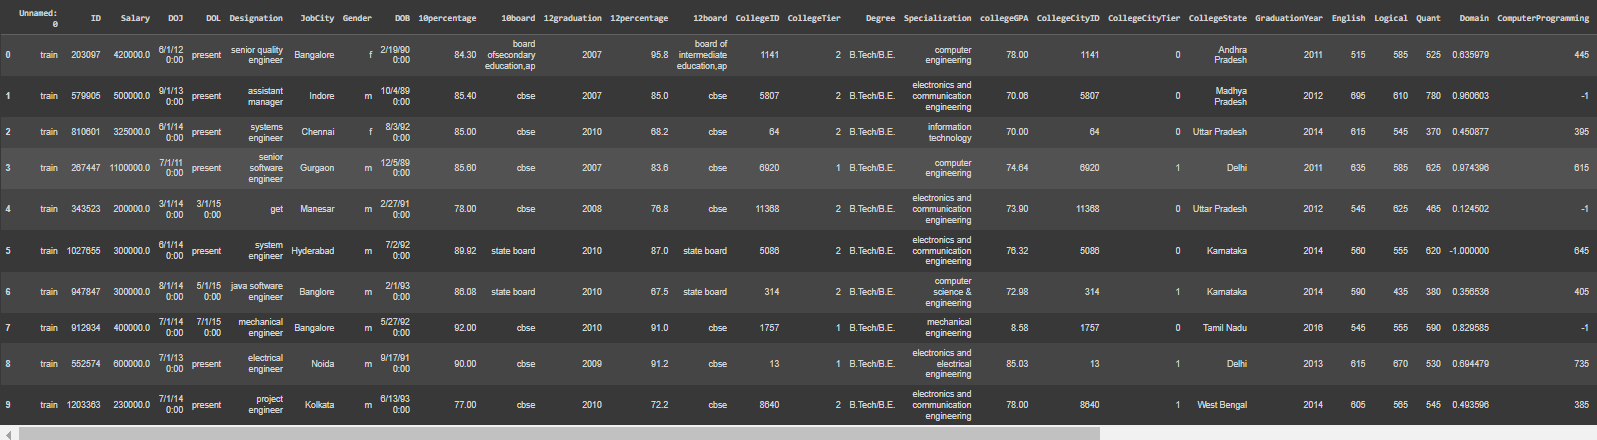 Unnamed: 0 ID Salary DOJ DOL Designation JobCity Gender DOB 10percentage 10board 12graduation 12percentage 12board CollegeID CollegeTier Degree Specialization collegeGPA CollegeCityID CollegeCityTier CollegeState GraduationYear English Logical Quant Domain ComputerProgramming
0 train 203097 420000.0 6/1/12 0:00 present senior quality engineer Bangalore f 2/19/90 0:00 84.30 board ofsecondary education,ap 2007 95.8 board of intermediate education,ap 1141 2 B.Tech/B.E. computer engineering 78.00 1141 0 Andhra Pradesh 2011 515 585 525 0.635979 445
1 train 579905 500000.0 9/1/13 0:00 present assistant manager Indore m 10/4/89 0:00 85.40 cbse 2007 85.0 cbse 5807 2 B.Tech/B.E. electronics and communication engineering 70.06 5807 0 Madhya Pradesh 2012 695 610 780 0.960603 -1
2 train 810601 325000.0 6/1/14 0:00 present systems engineer Chennai f 8/3/92 0:00 85.00 cbse 2010 68.2 cbse 64 2 B.Tech/B.E. information technology 70.00 64 0 Uttar Pradesh 2014 615 545 370 0.450877 395
3 train 267447 1100000.0 7/1/11 0:00 present senior software engineer Gurgaon m 12/5/89 0:00 85.60 cbse 2007 83.6 cbse 6920 1 B.Tech/B.E. computer engineering 74.64 6920 1 Delhi 2011 635 585 625 0.974396 615
4 train 343523 200000.0 3/1/14 0:00 3/1/15 0:00 get Manesar m 2/27/91 0:00 78.00 cbse 2008 76.8 cbse 11368 2 B.Tech/B.E. electronics and communication engineering 73.90 11368 0 Uttar Pradesh 2012 545 625 465 0.124502 -1
5 train 1027655 300000.0 6/1/14 0:00 present system engineer Hyderabad m 7/2/92 0:00 89.92 state board 2010 87.0 state board 5086 2 B.Tech/B.E. electronics and communication engineering 76.32 5086 0 Karnataka 2014 560 555 620 -1.000000 645
6 train 947847 300000.0 8/1/14 0:00 5/1/15 0:00 java software engineer Banglore m 2/1/93 0:00 86.08 state board 2010 67.5 state board 314 2 B.Tech/B.E. computer science & engineering 72.98 314 1 Karnataka 2014 590 435 380 0.356536 405
7 train 912934 400000.0 7/1/14 0:00 7/1/15 0:00 mechanical engineer Bangalore m 5/27/92 0:00 92.00 cbse 2010 91.0 cbse 1757 1 B.Tech/B.E. mechanical engineering 8.58 1757 0 Tamil Nadu 2016 545 555 590 0.829585 -1
8 train 552574 600000.0 7/1/13 0:00 present electrical engineer Noida m 9/17/91 0:00 90.00 cbse 2009 91.2 cbse 13 1 B.Tech/B.E. electronics and electrical engineering 85.03 13 1 Delhi 2013 615 670 530 0.694479 735
9 train 1203363 230000.0 7/1/14 0:00 present project engineer Kolkata m 6/13/93 0:00 77.00 cbse 2010 72.2 cbse 8640 2 B.Tech/B.E. electronics and communication engineering 78.00 8640 1 West Bengal 2014 605 565 545 0.493596 385